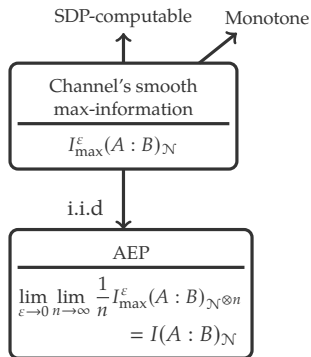 SDP-computable Monotone
Channel's smooth
max-information
I^ε_max(A : B)_𝒩
i.i.d
AEP
lim_{ε→0} lim_{n→∞} 1/n I^ε_max(A : B)_{𝒩^{⊗n}}
= I(A : B)_𝒩